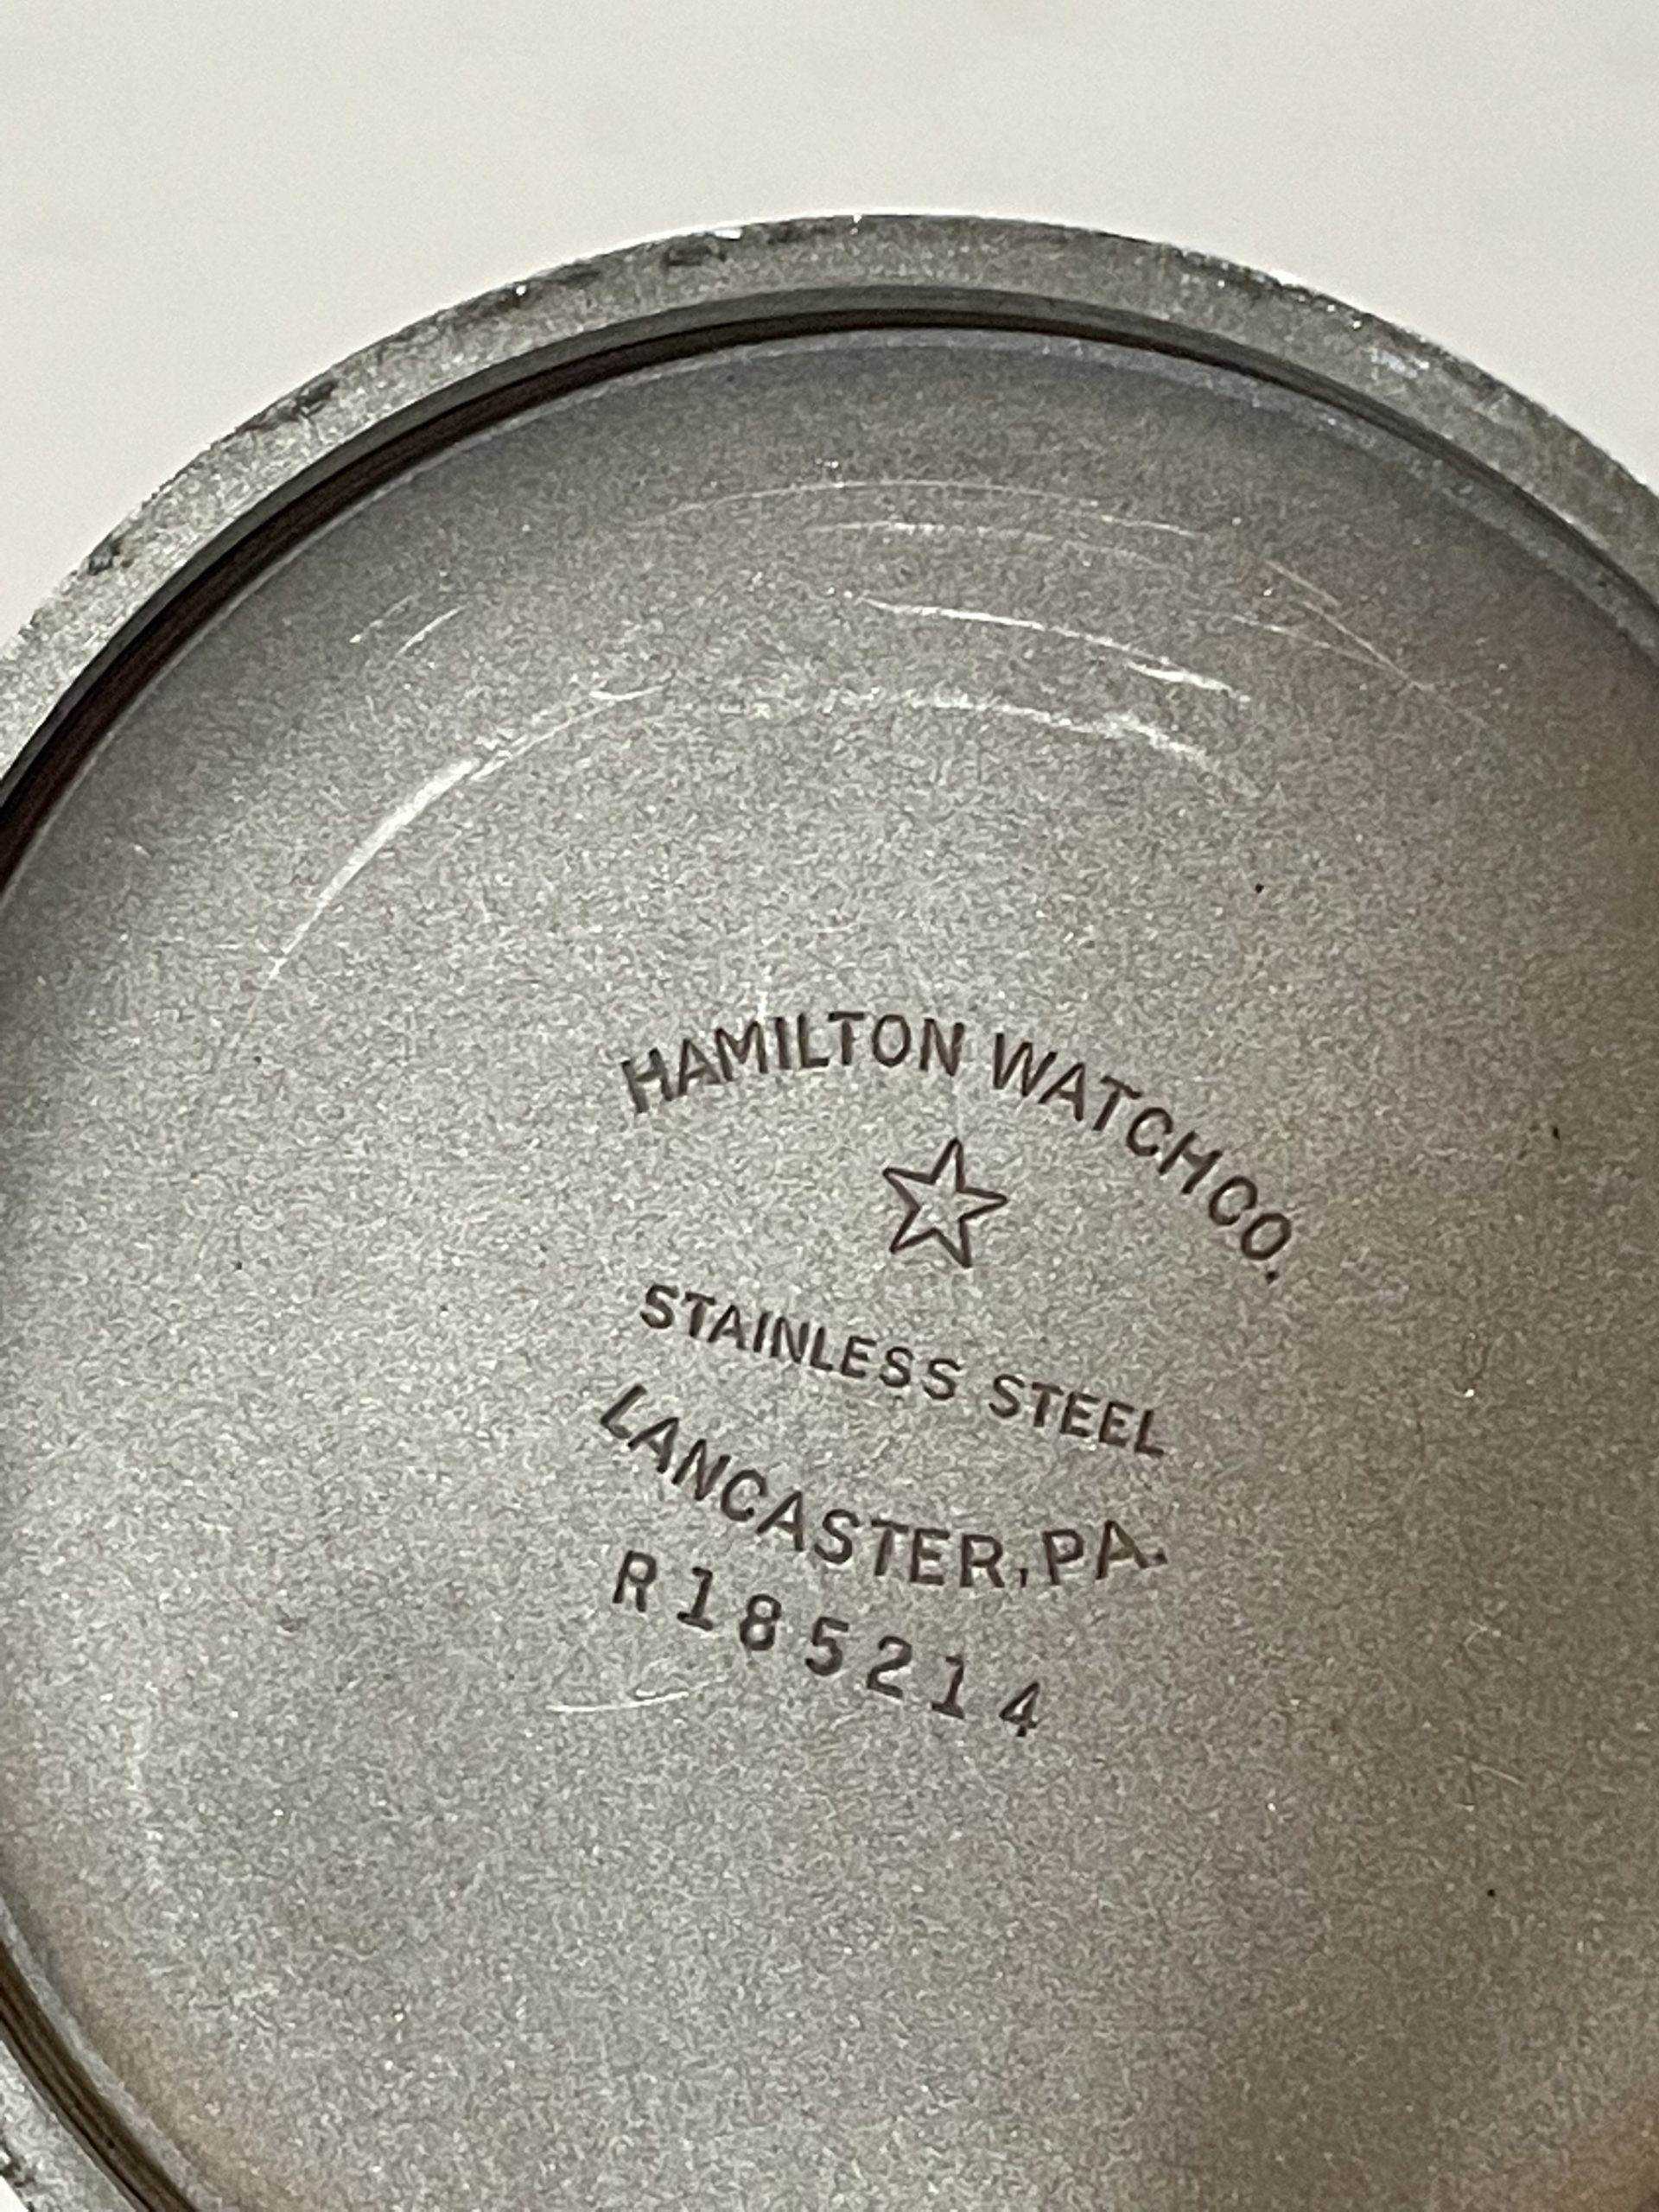 HAMILTON WATCH CO.
STAINLESS STEEL
LANCASTER, PA.
R185214